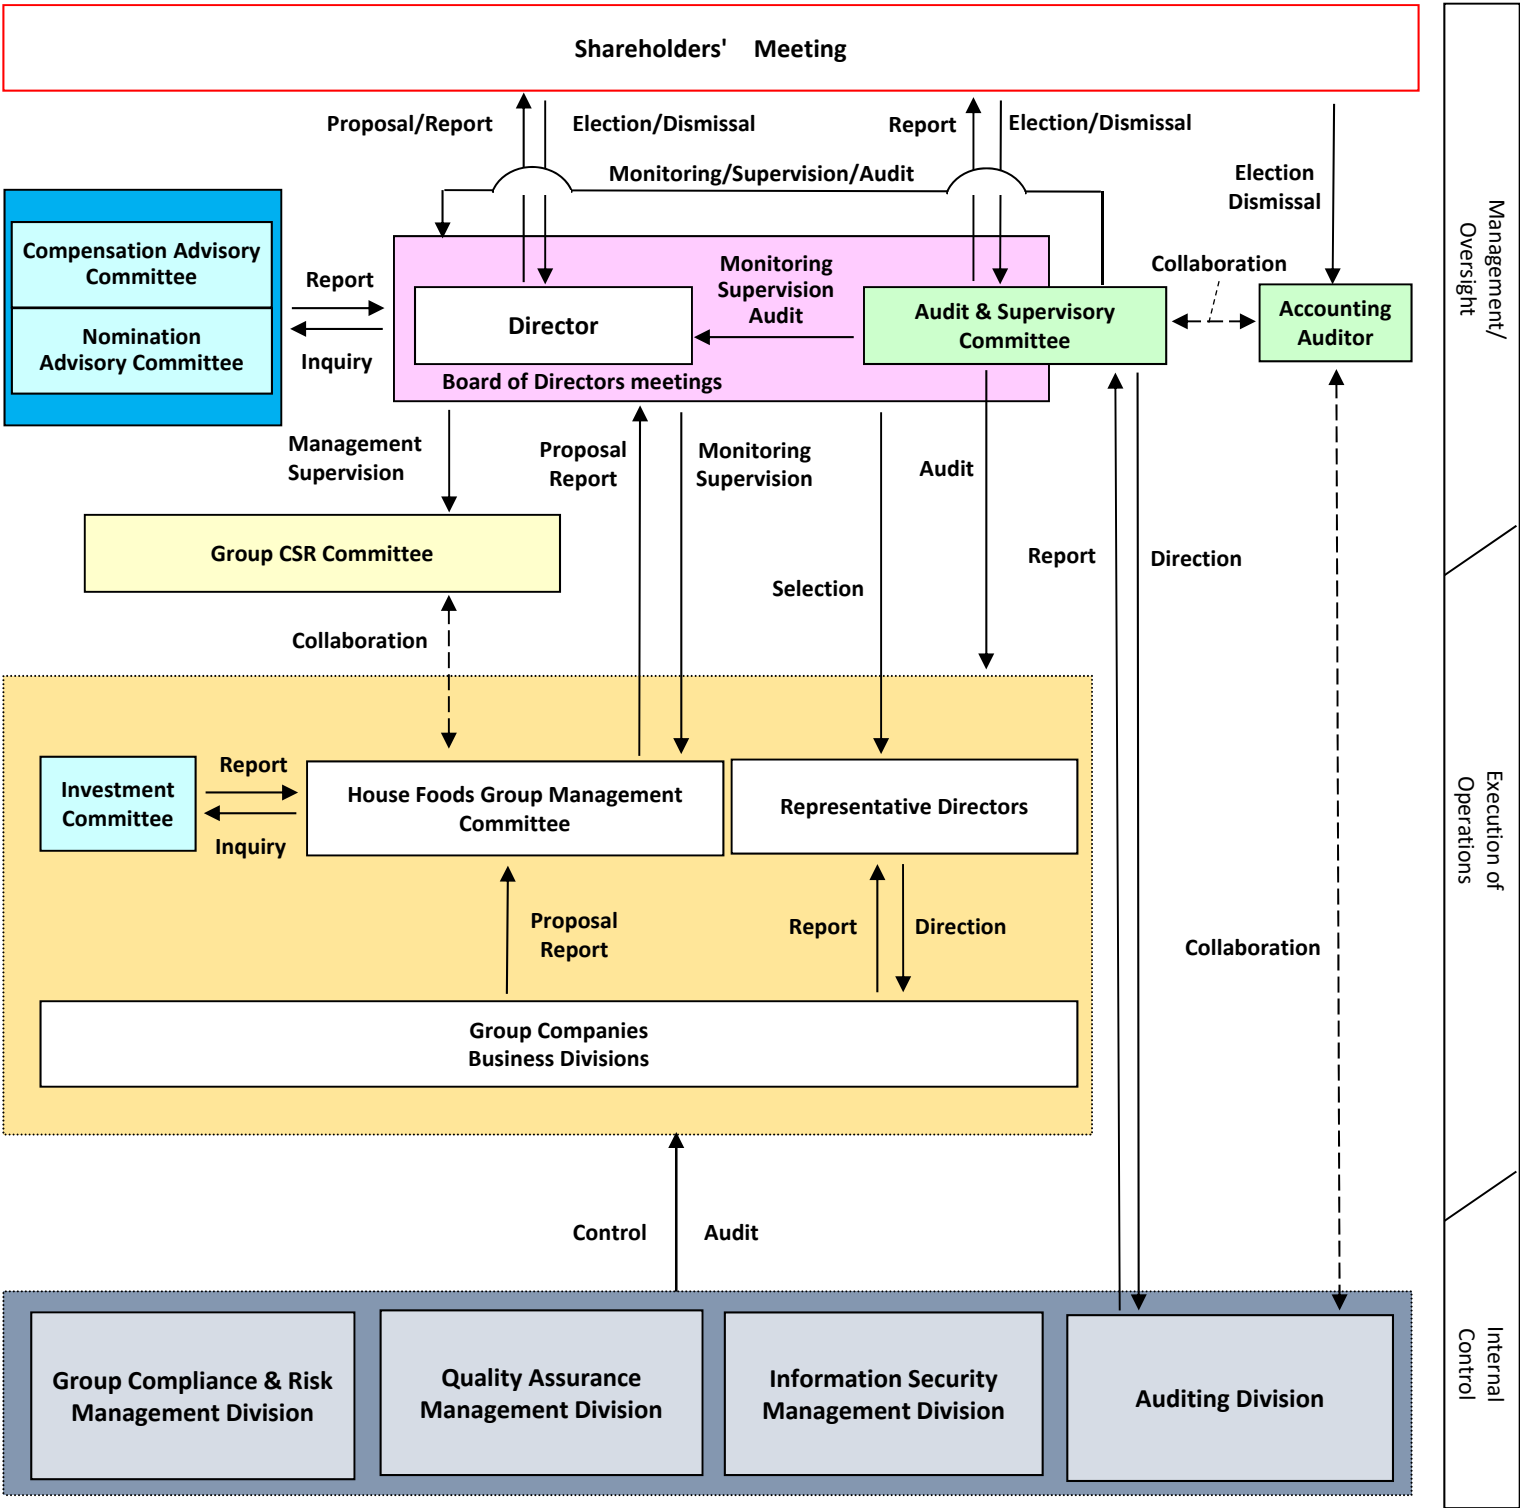 Shareholders' Meeting
Proposal/Report
Election/Dismissal
Report
Election/Dismissal
Monitoring/Supervision/Audit
Election
Dismissal
Compensation Advisory
Committee
Nomination
Advisory Committee
Report
Inquiry
Director
Monitoring
Supervision
Audit
Audit & Supervisory
Committee
Board of Directors meetings
Collaboration
Accounting
Auditor
Management
Supervision
Proposal
Report
Monitoring
Supervision
Audit
Group CSR Committee
Selection
Report
Direction
Collaboration
Investment
Committee
Report
Inquiry
House Foods Group Management
Committee
Representative Directors
Proposal
Report
Report
Direction
Collaboration
Group Companies
Business Divisions
Control
Audit
Group Compliance & Risk
Management Division
Quality Assurance
Management Division
Information Security
Management Division
Auditing Division
Management/
Oversight
Execution of
Operations
Internal
Control